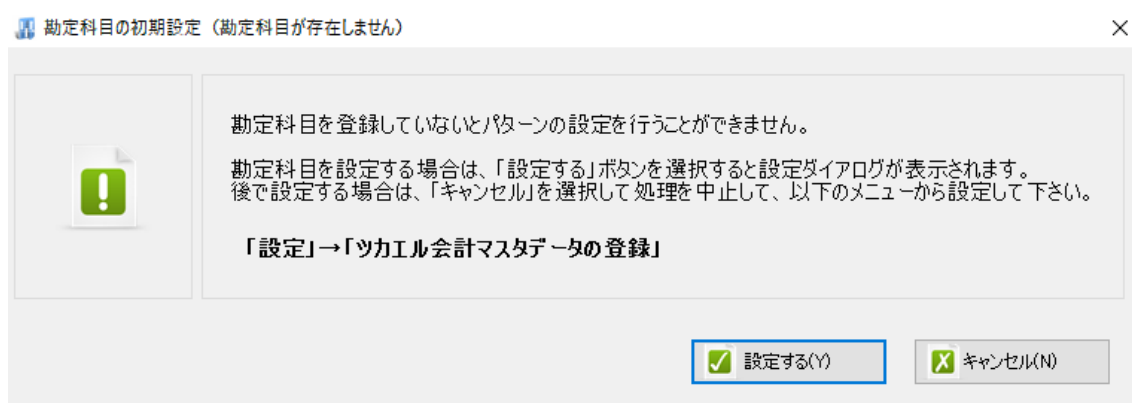 勘定科目の初期設定（勘定科目が存在しません）
勘定科目を登録していないとパターンの設定を行うことができません。
勘定科目を設定する場合は、「設定する」ボタンを選択すると設定ダイアログが表示されます。
後で設定する場合は、「キャンセル」を選択して処理を中止して、以下のメニューから設定して下さい。
「設定」→「ツカエル会計マスタデータの登録」
設定する(Y)
キャンセル(N)